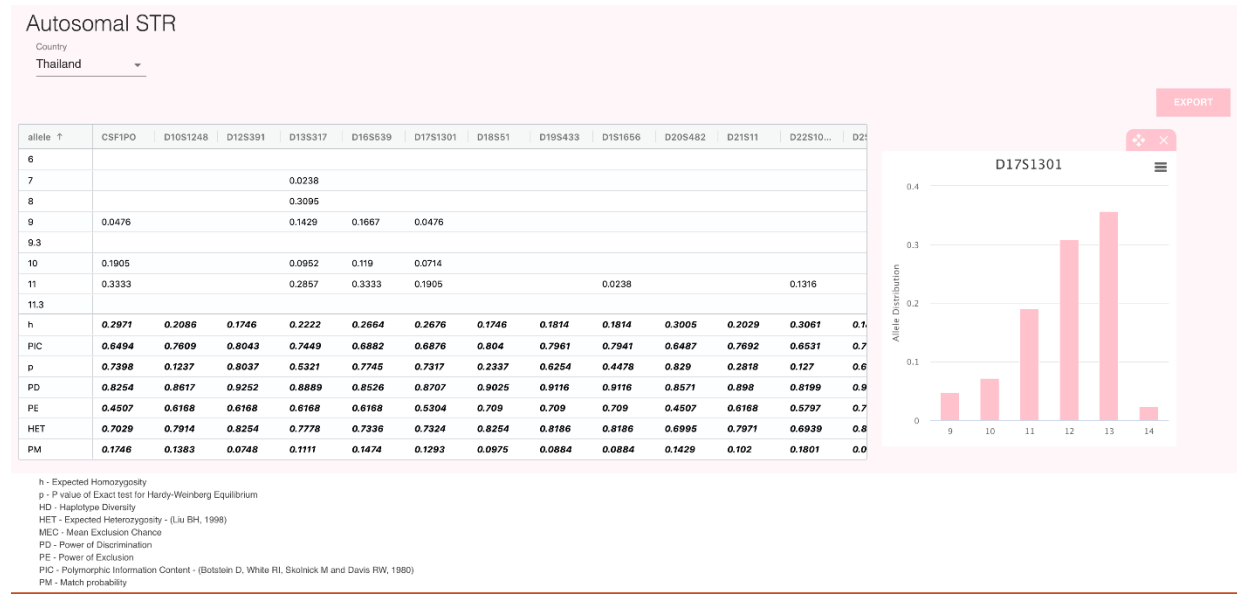 Autosomal STR
Country
Thailand
EXPORT
allele ↑ CSF1PO D10S1248 D12S391 D13S317 D16S539 D17S1301 D18S51 D19S433 D1S1656 D20S482 D21S11 D22S10...
6
7 0.0238
8 0.3095
9 0.0476 0.1429 0.1667 0.0476
9.3
10 0.1905 0.0952 0.119 0.0714
11 0.3333 0.2857 0.3333 0.1905 0.0238 0.1316
11.3
h 0.2971 0.2086 0.1746 0.2222 0.2664 0.2676 0.1746 0.1814 0.1814 0.3005 0.2029 0.3061
PIC 0.6494 0.7609 0.8043 0.7449 0.6882 0.6876 0.804 0.7961 0.7941 0.6487 0.7692 0.6531 0.7
p 0.7398 0.1237 0.8037 0.5321 0.7745 0.7317 0.2337 0.6254 0.4478 0.829 0.2818 0.127 0.6
PD 0.8254 0.8617 0.9252 0.8889 0.8526 0.8707 0.9025 0.9116 0.9116 0.8571 0.898 0.8199 0.9
PE 0.4507 0.6168 0.6168 0.6168 0.6168 0.5304 0.709 0.709 0.709 0.4507 0.6168 0.5797 0.7
HET 0.7029 0.7914 0.8254 0.7778 0.7336 0.7324 0.8254 0.8186 0.8186 0.6995 0.7971 0.6939 0.8
PM 0.1746 0.1383 0.0748 0.1111 0.1474 0.1293 0.0975 0.0884 0.0884 0.1429 0.102 0.1801 0.0
D17S1301
Allele Distribution
0.4
0.3
0.2
0.1
0
9 10 11 12 13 14
h - Expected Homozygosity
p - P value of Exact test for Hardy-Weinberg Equilibrium
HD - Haplotype Diversity
HET - Expected Heterozygosity - (Liu BH, 1998)
MEC - Mean Exclusion Chance
PD - Power of Discrimination
PE - Power of Exclusion
PIC - Polymorphic Information Content - (Botstein D, White RI, Skolnick M and Davis RW, 1980)
PM - Match probability